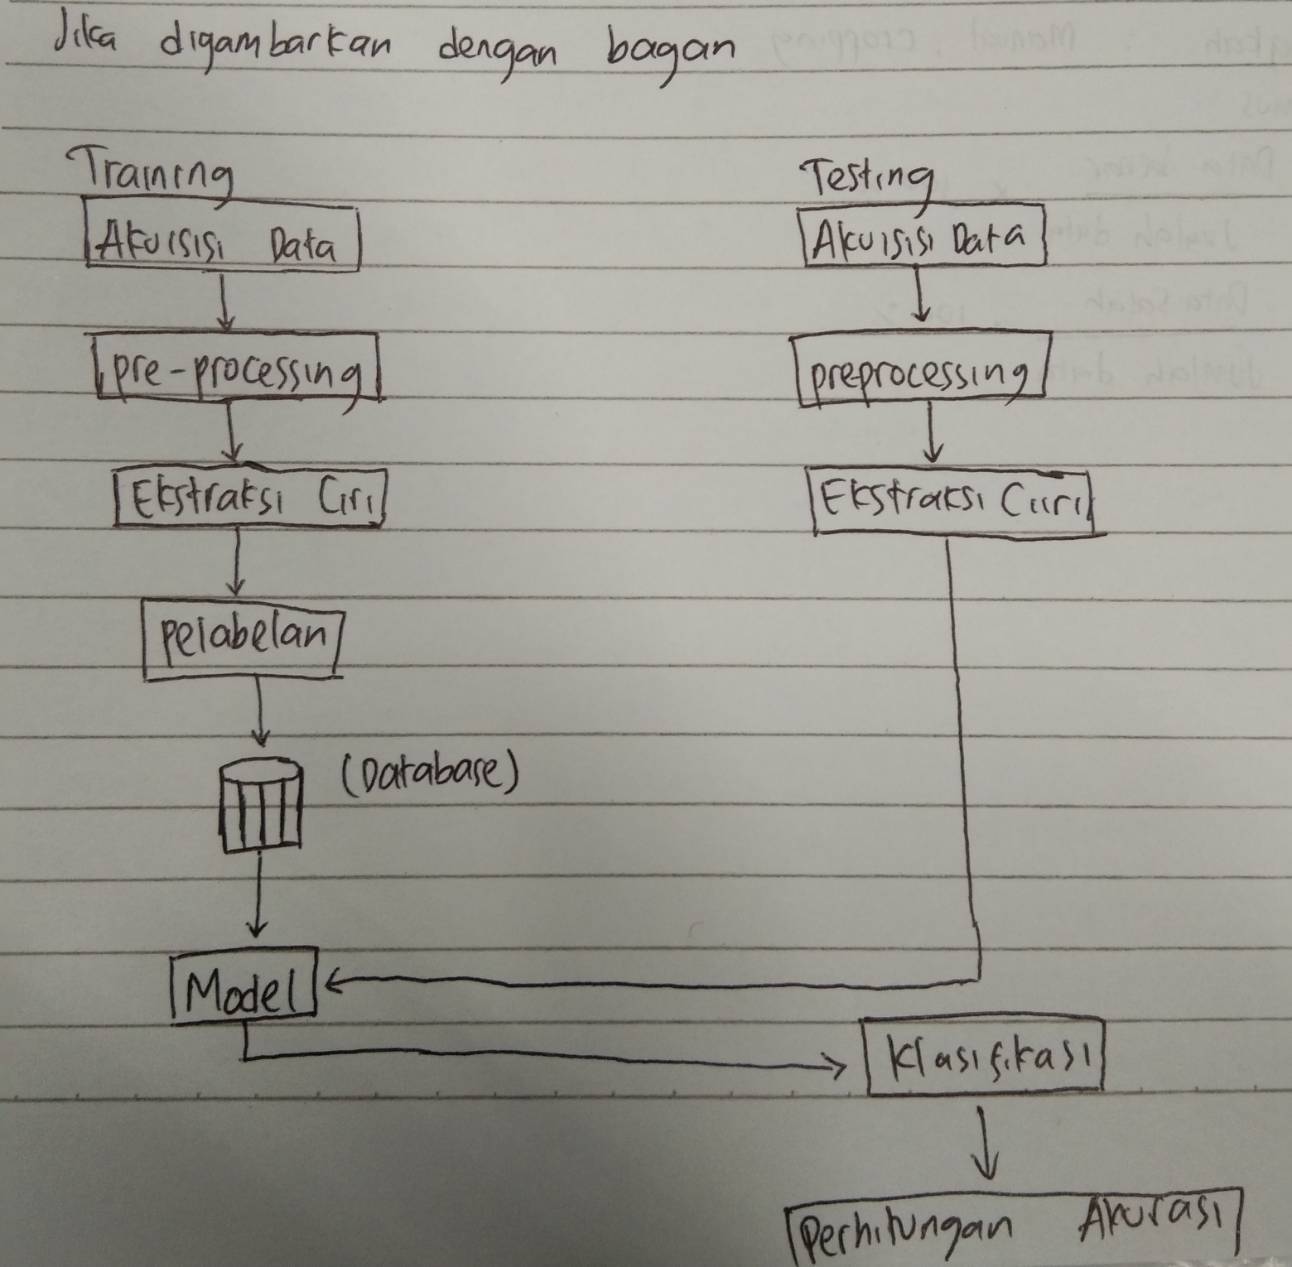 Jika digambarkan dengan bagan
Training
Akuisisi Data
pre-processing
Ekstraksi Ciri
pelabelan
(Database)
Model
Testing
Akuisisi Data
preprocessing
Ekstraksi Ciiri
Klasifikasi
Perhitungan Akurasi